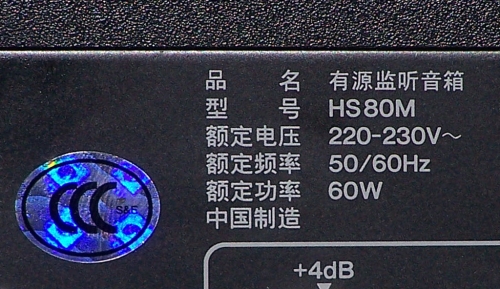 品 名 有源监听音箱
型 号 HS80M
额定电压 220-230V～
额定频率 50/60Hz
额定功率 60W
中国制造
CCC S&E
+4dB